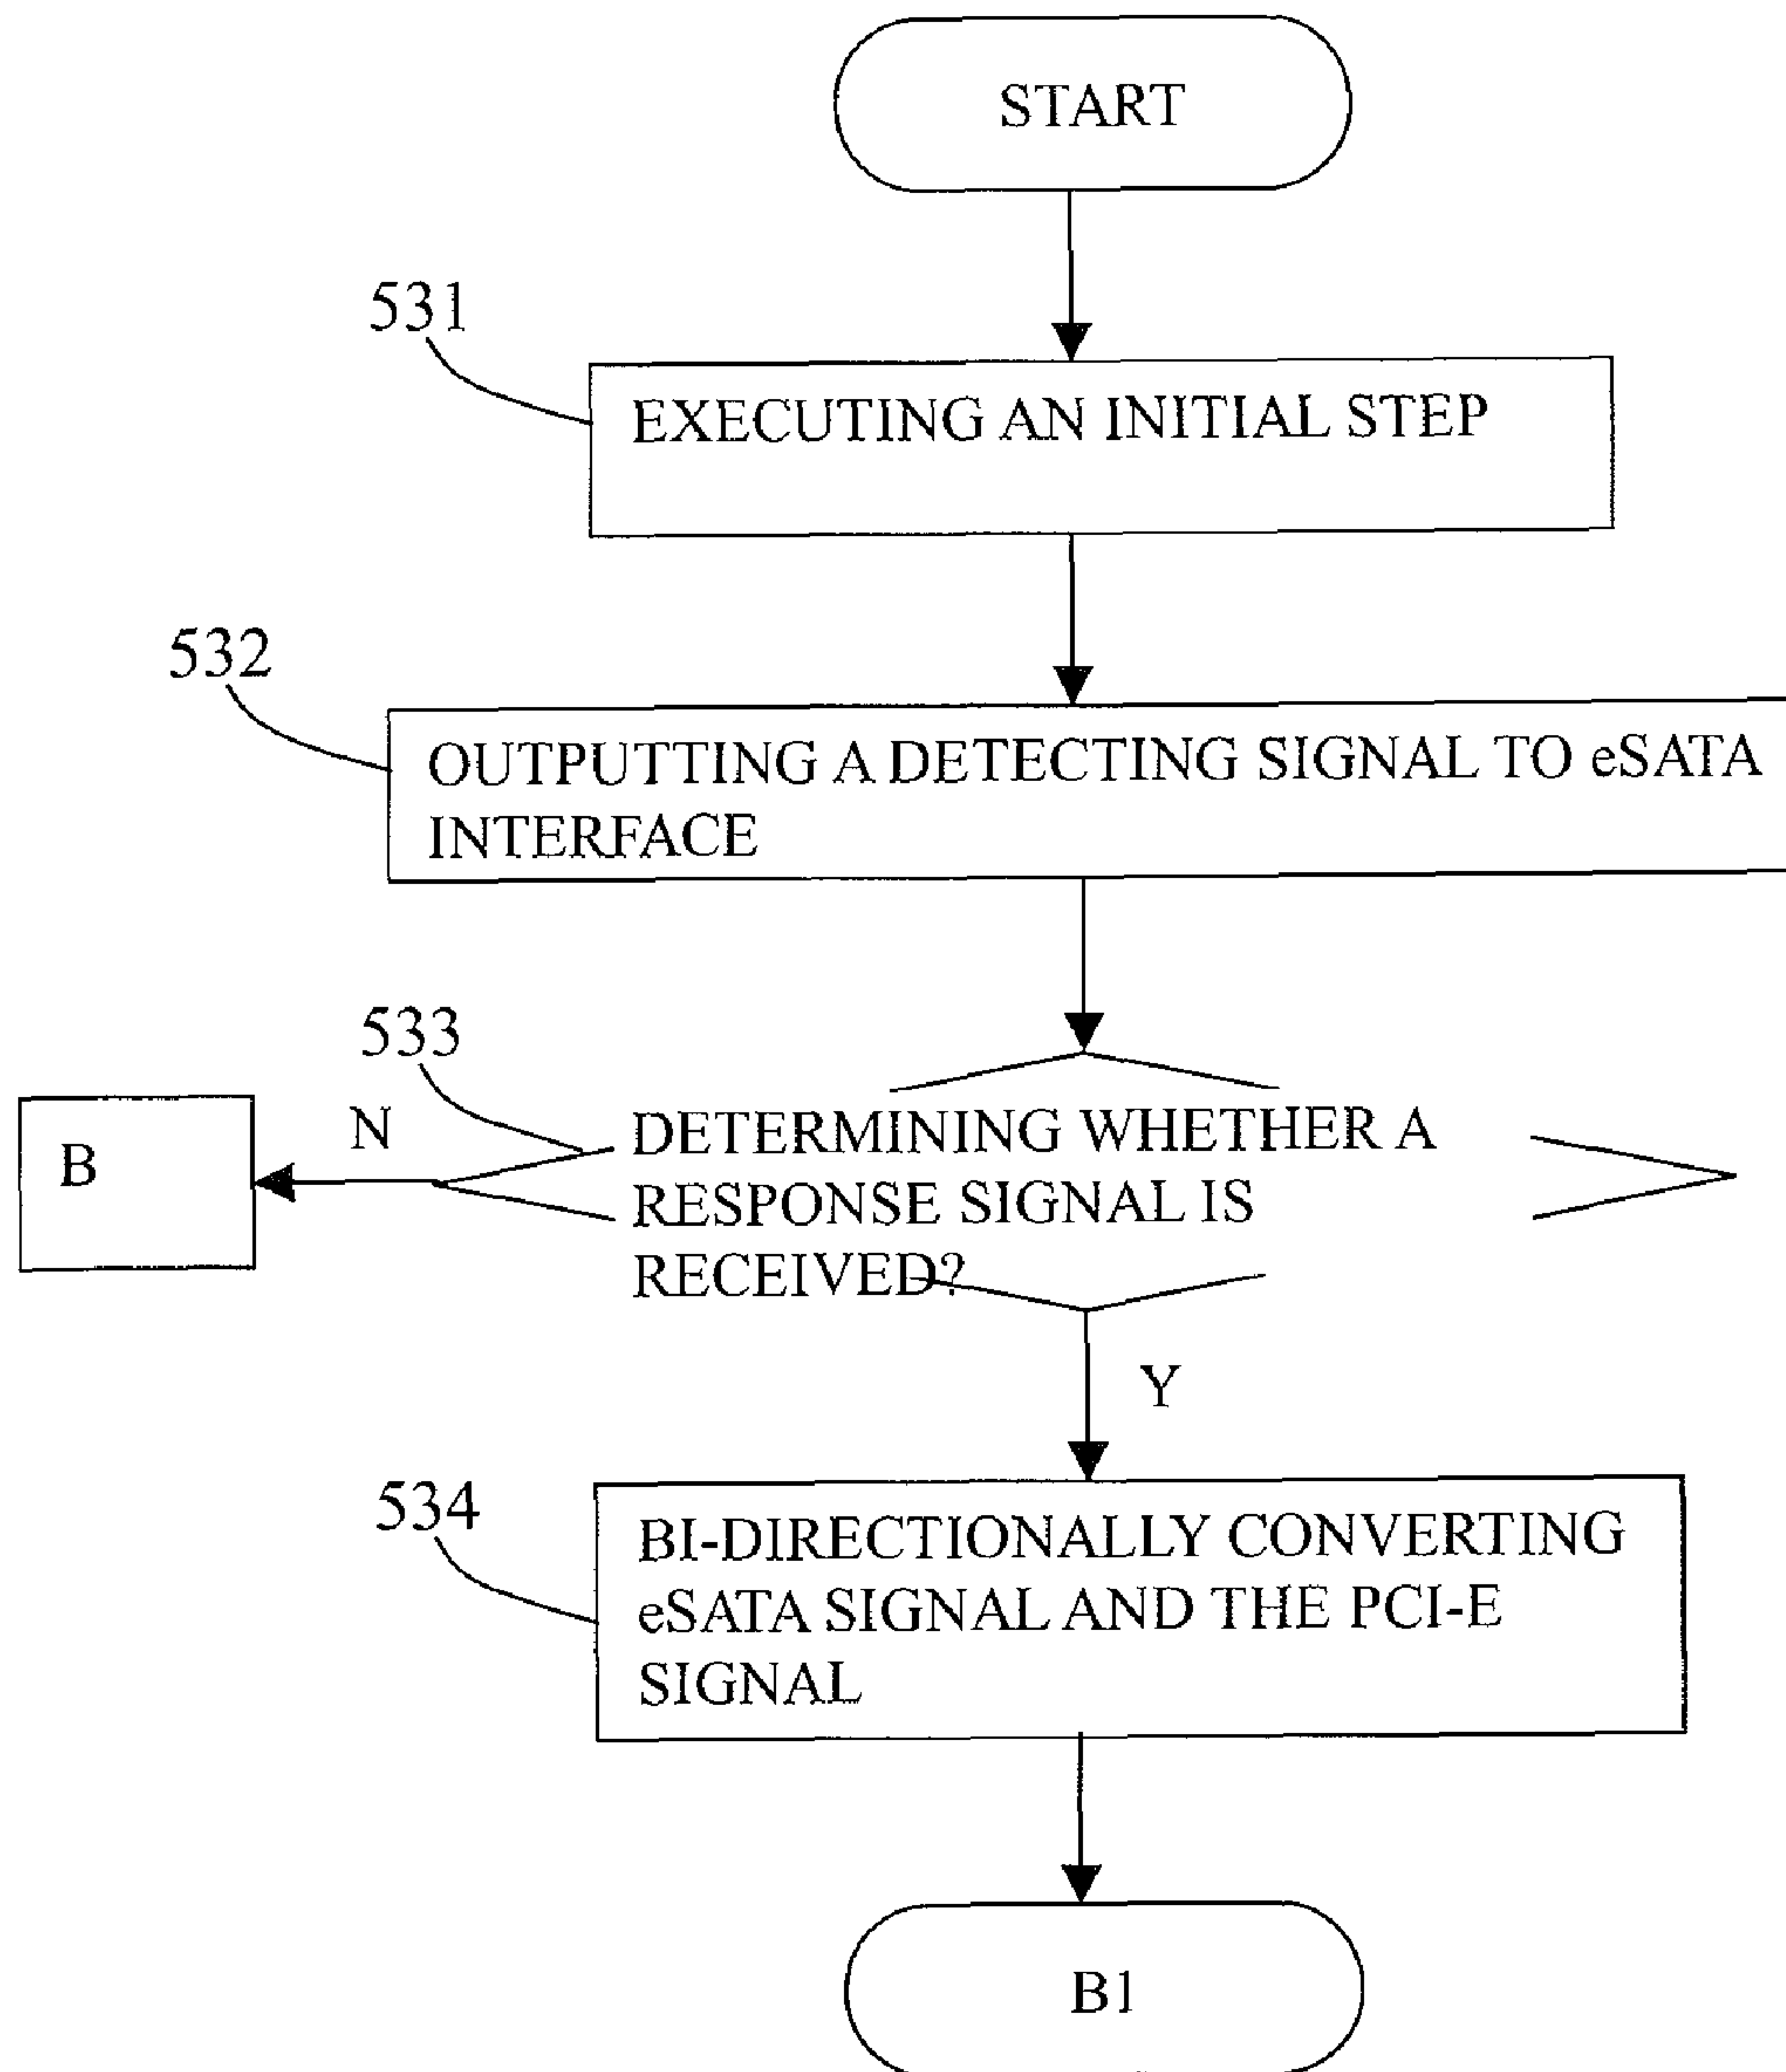 START
531
EXECUTING AN INITIAL STEP
532
OUTPUTTING A DETECTING SIGNAL TO eSATA
INTERFACE
533
N
B
DETERMINING WHETHER A
RESPONSE SIGNAL IS
RECEIVED?
Y
534
BI-DIRECTIONALLY CONVERTING
eSATA SIGNAL AND THE PCI-E
SIGNAL
B1